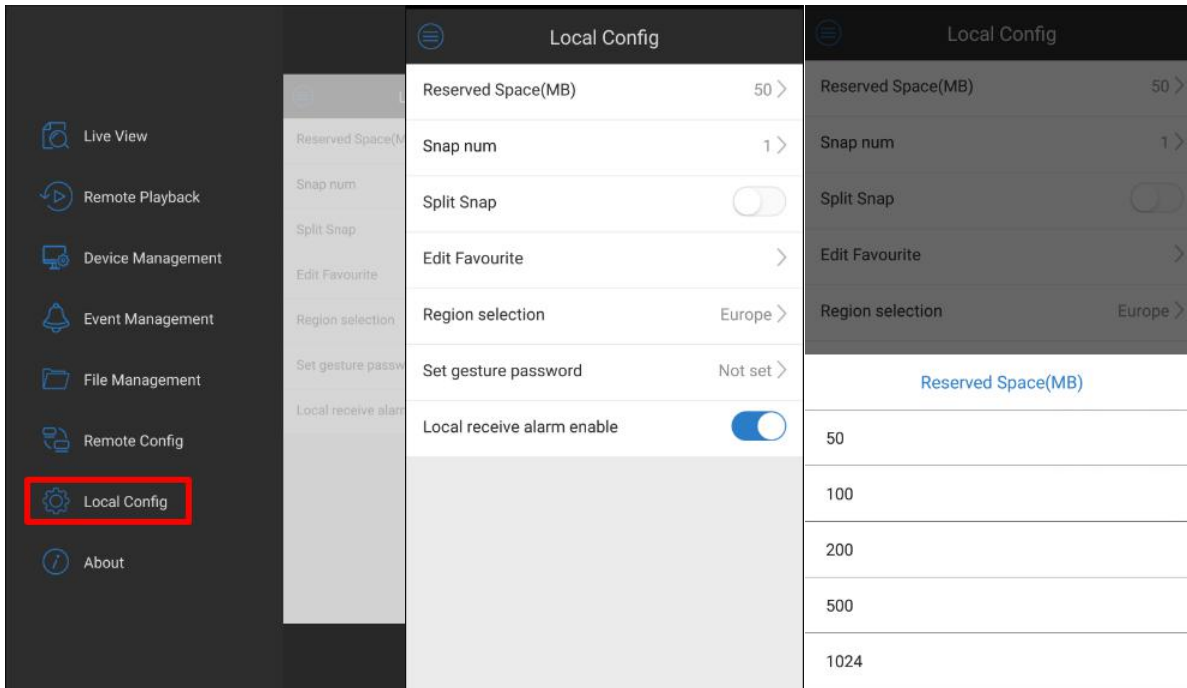 Live View
Remote Playback
Device Management
Event Management
File Management
Remote Config
Local Config
About
L
Reserved Space(M
Snap num
Split Snap
Edit Favourite
Region selection
Set gesture passw
Local receive alarm
Local Config
Reserved Space(MB) 50
Snap num 1
Split Snap
Edit Favourite
Region selection Europe
Set gesture password Not set
Local receive alarm enable
Local Config
Reserved Space(MB) 50
Snap num 1
Split Snap
Edit Favourite
Region selection Europe
Reserved Space(MB)
50
100
200
500
1024